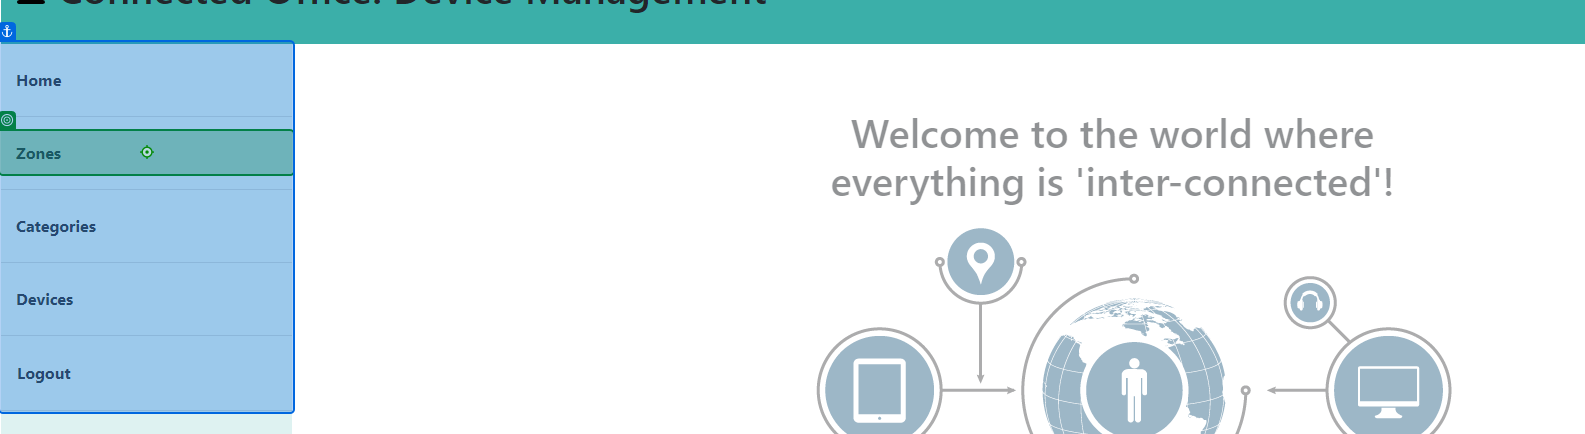 Connected Office: Device Management
Home
Zones
Categories
Devices
Logout
Welcome to the world where
everything is 'inter-connected'!